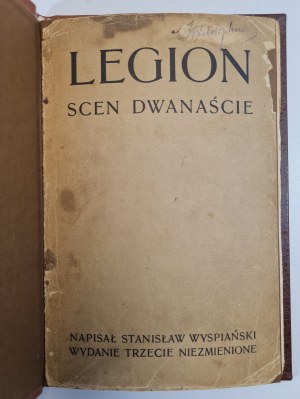 LEGION
SCEN DWANAŚCIE
NAPISAŁ STANISŁAW WYSPIAŃSKI
WYDANIE TRZECIE NIEZMIENIONE